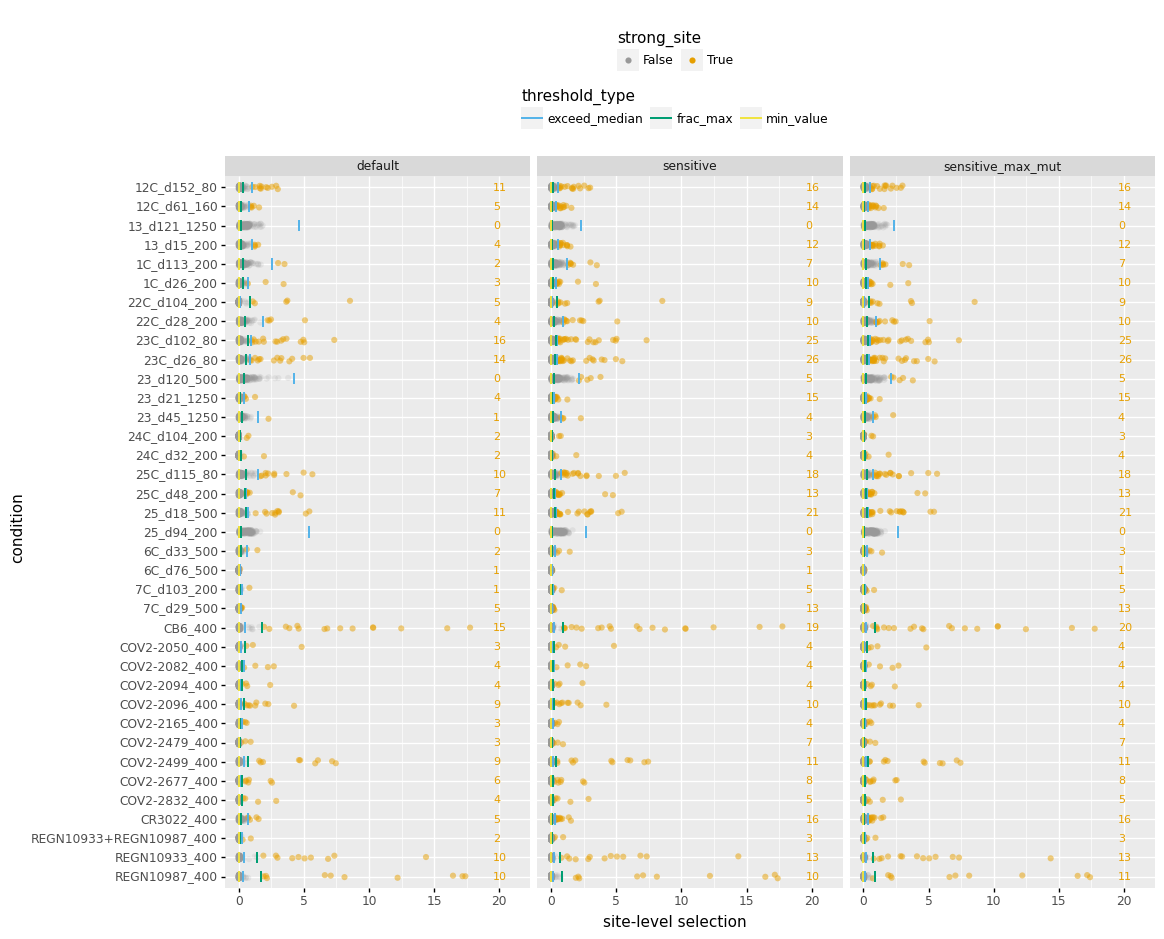 strong_site
False True
threshold_type
exceed_median frac_max min_value
default sensitive sensitive_max_mut
12C_d152_80 11 16 16
12C_d61_160 5 14 14
13_d121_1250 0 0 0
13_d15_200 4 12 12
1C_d113_200 2 7 7
1C_d26_200 3 10 10
22C_d104_200 5 9 9
22C_d28_200 4 10 10
23C_d102_80 16 25 25
23C_d26_80 14 26 26
23_d120_500 0 5 5
23_d21_1250 4 15 15
23_d45_1250 1 4 4
24C_d104_200 2 3 3
24C_d32_200 2 4 4
25C_d115_80 10 18 18
25C_d48_200 7 13 13
25_d18_500 11 21 21
25_d94_200 0 0 0
6C_d33_500 2 3 3
6C_d76_500 1 1 1
7C_d103_200 1 5 5
7C_d29_500 5 13 13
CB6_400 15 19 20
COV2-2050_400 3 4 4
COV2-2082_400 4 4 4
COV2-2094_400 4 4 4
COV2-2096_400 9 10 10
COV2-2165_400 3 4 4
COV2-2479_400 3 7 7
COV2-2499_400 9 11 11
COV2-2677_400 6 8 8
COV2-2832_400 4 5 5
CR3022_400 5 16 16
REGN10933+REGN10987_400 2 3 3
REGN10933_400 10 13 13
REGN10987_400 10 10 11
0 5 10 15 20 0 5 10 15 20 0 5 10 15 20
site-level selection
condition